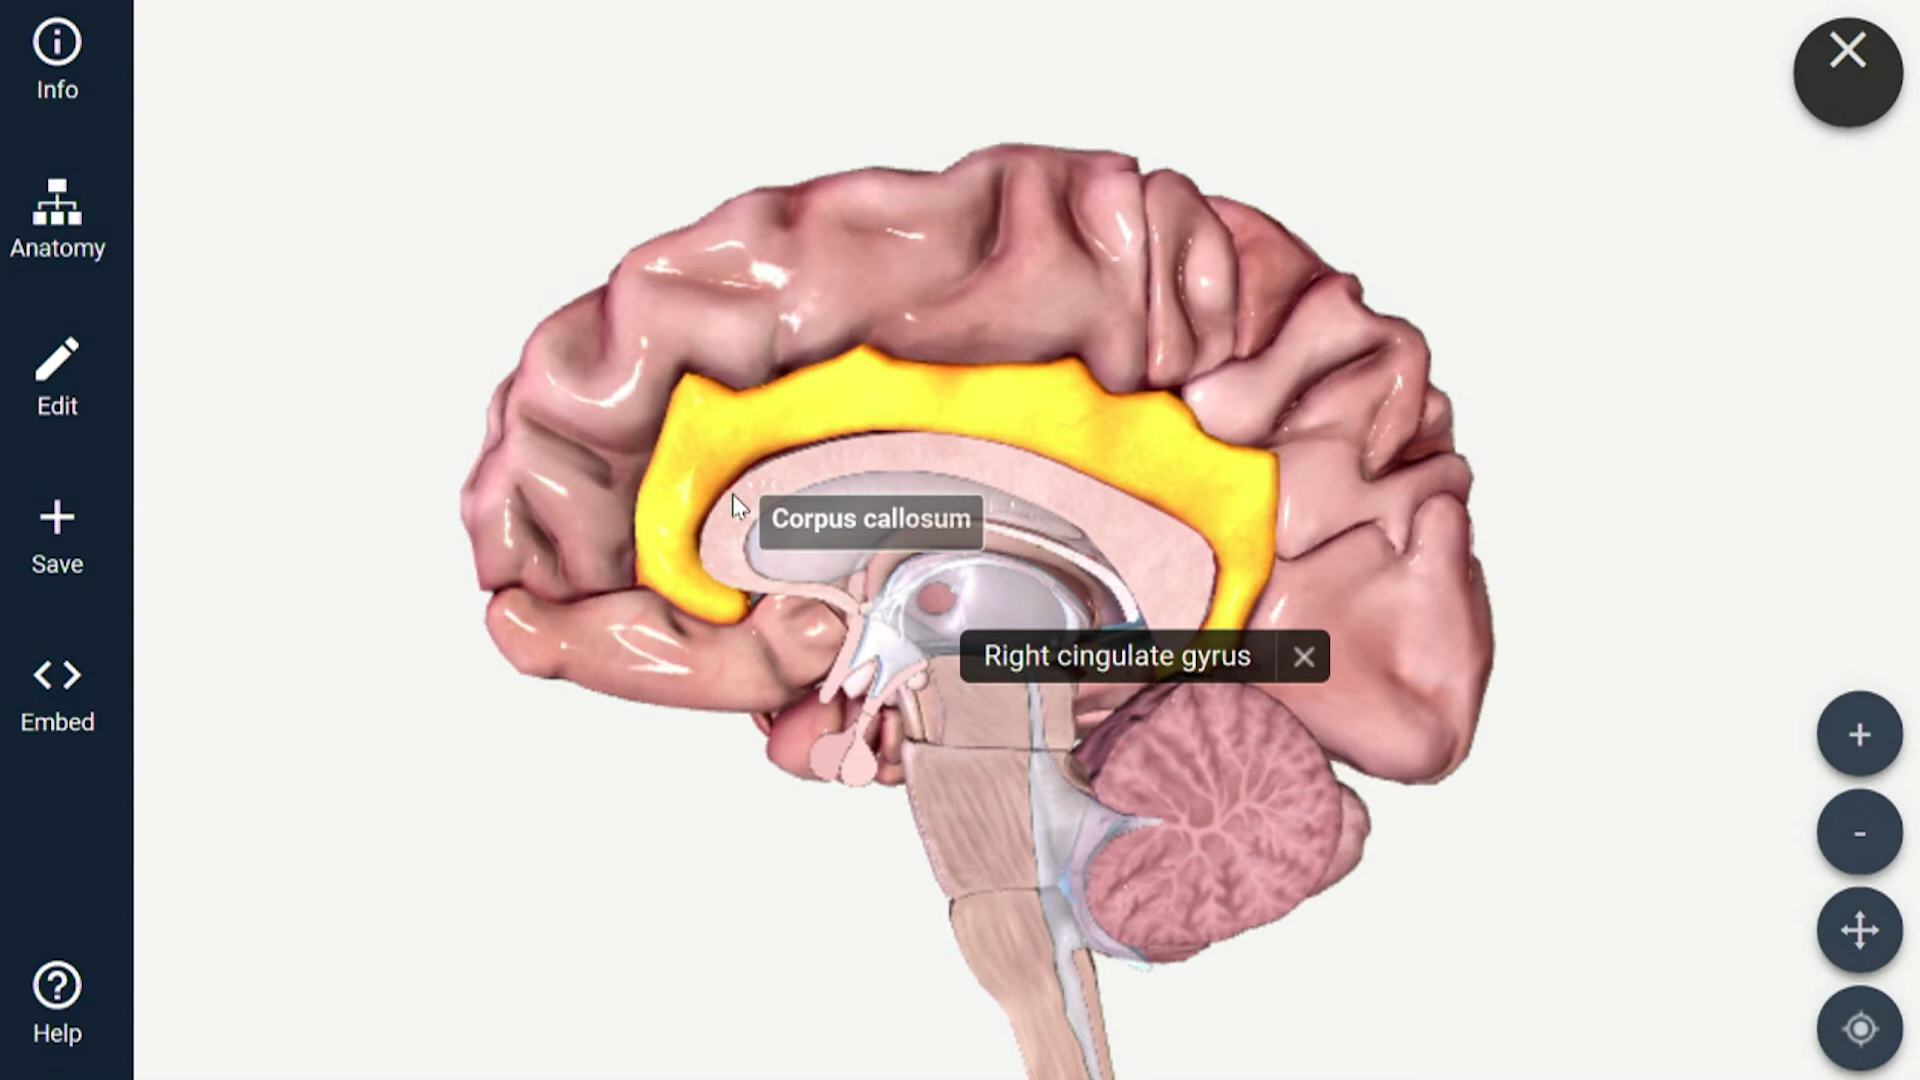 Info
Anatomy
Edit
Save
Embed
Help
Corpus callosum
Right cingulate gyrus